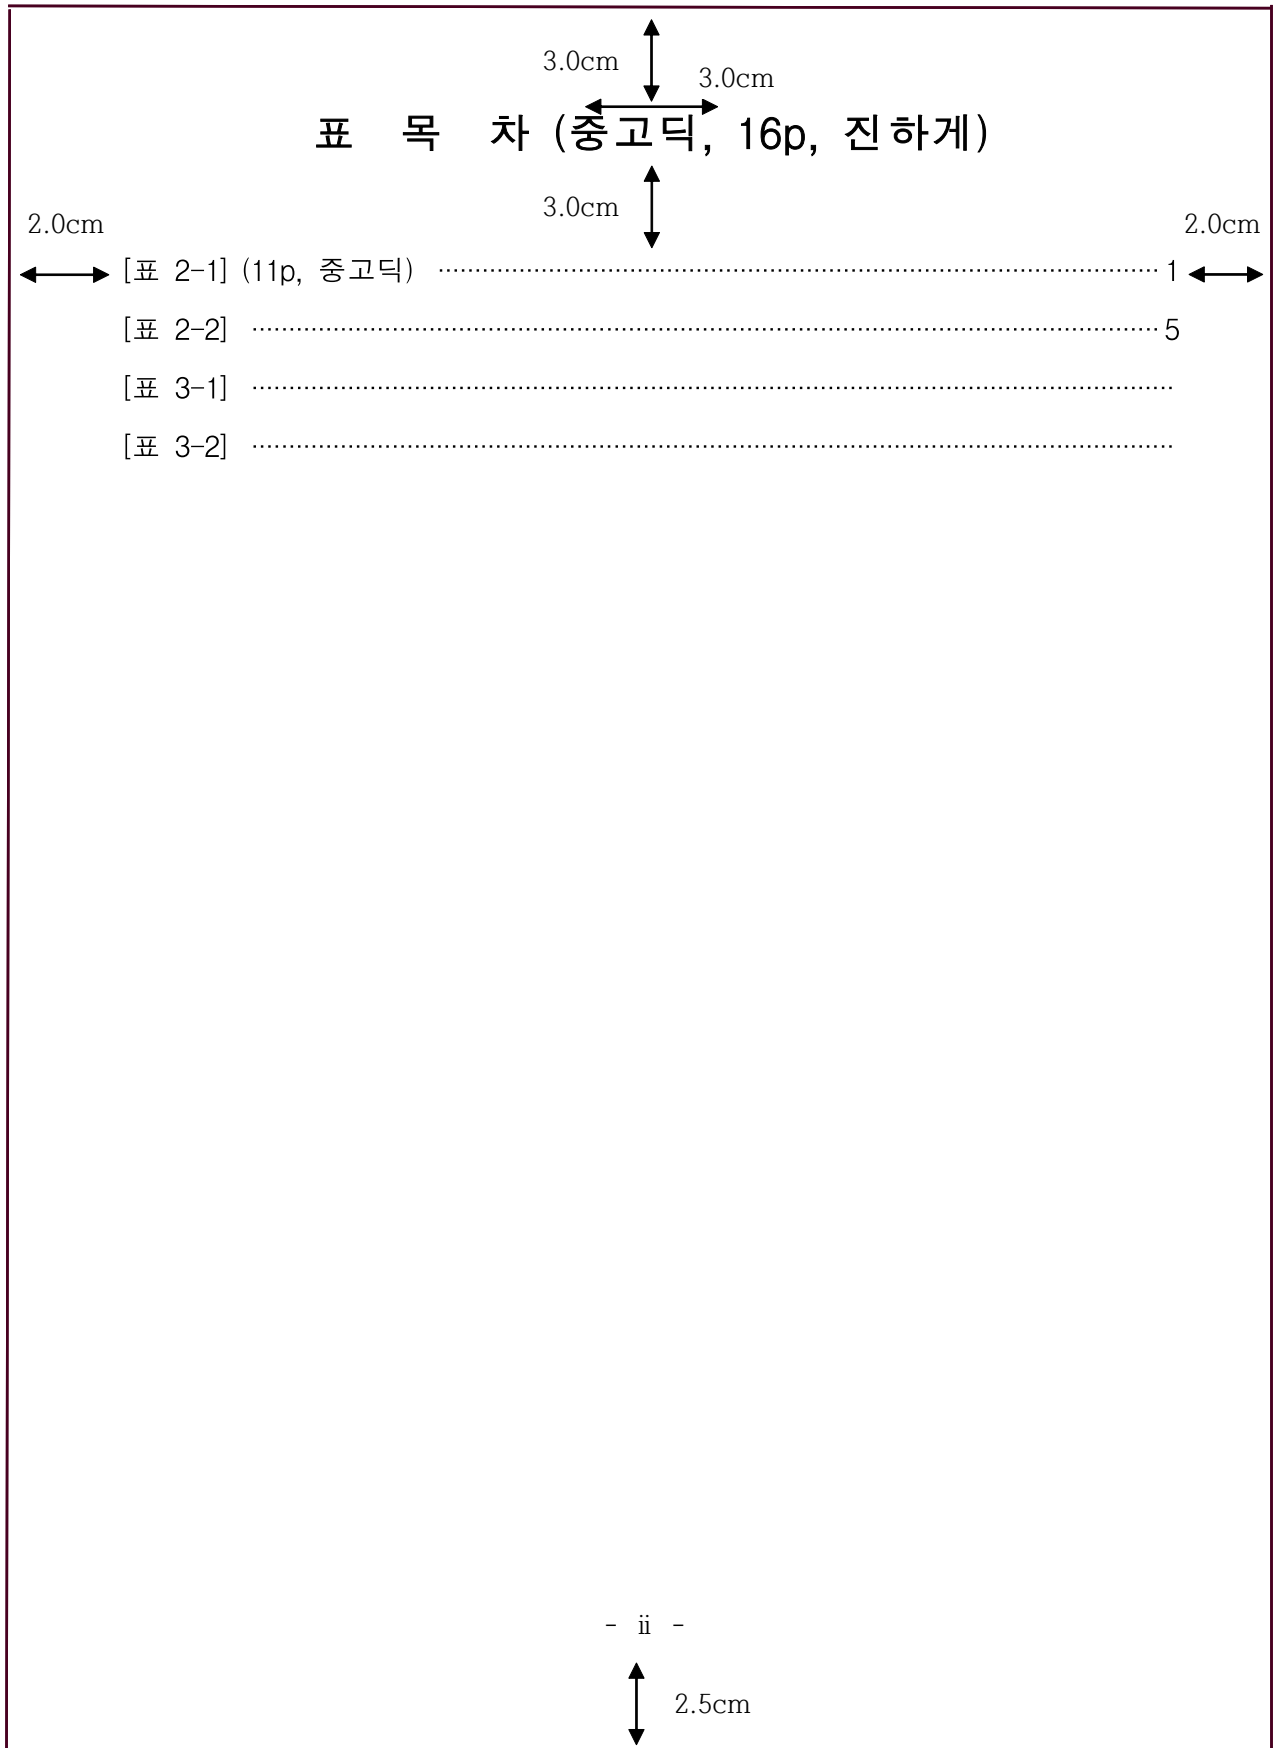 3.0cm
3.0cm
표 목 차 (중고딕, 16p, 진하게)
3.0cm
2.0cm 2.0cm
[표 2-1] (11p, 중고딕) ································································ 1
[표 2-2] ································································ 5
[표 3-1] ································································
[표 3-2] ································································
- ⅱ -
2.5cm